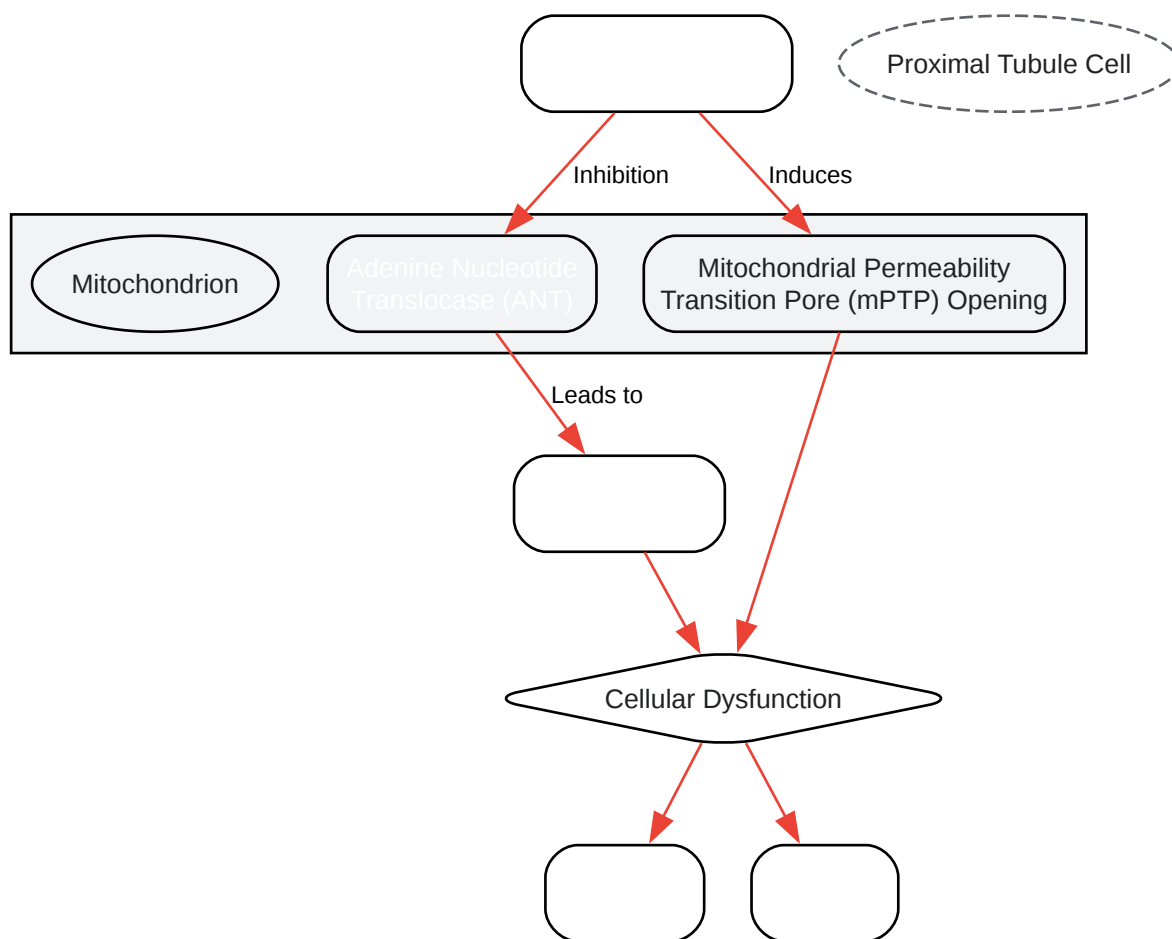 Proximal Tubule Cell
Inhibition
Induces
Mitochondrion
Adenine Nucleotide
Translocase (ANT)
Mitochondrial Permeability
Transition Pore (mPTP) Opening
Leads to
Cellular Dysfunction